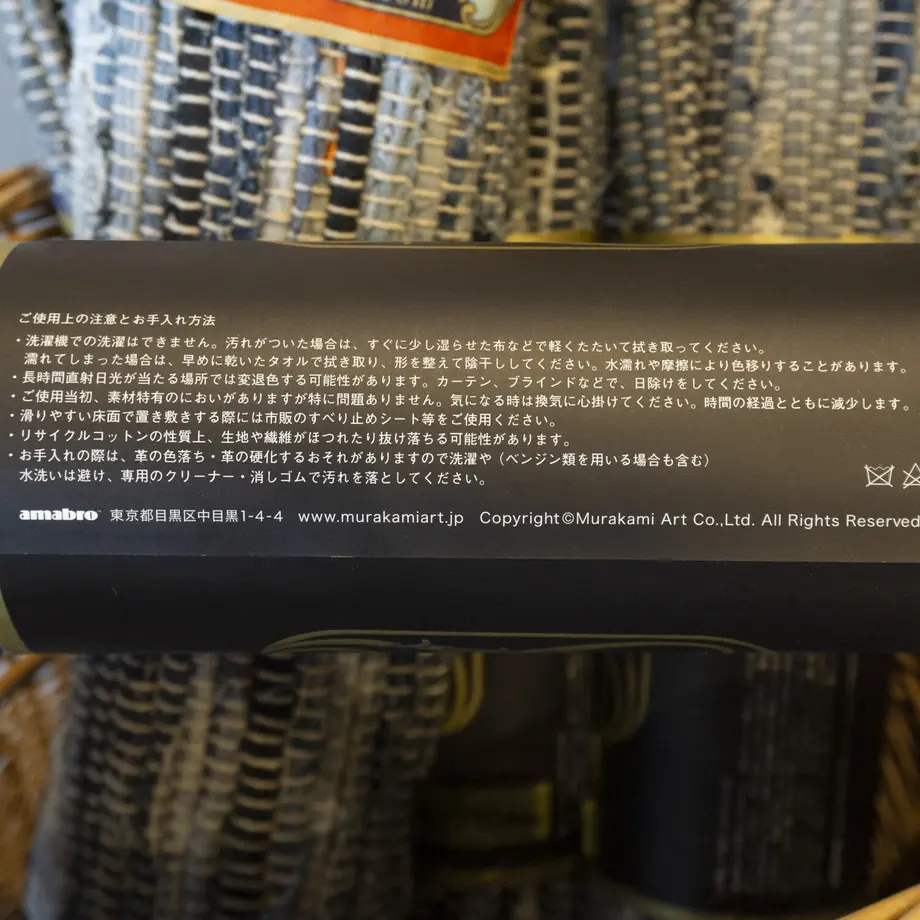 ご使用上の注意とお手入れ方法
・洗濯機での洗濯はできません。汚れがついた場合は、すぐに少し湿らせた布などで軽くたたいて拭き取ってください。
濡れてしまった場合は、早めに乾いたタオルで拭き取り、形を整えて陰干ししてください。水濡れや摩擦により色移りすることがあります。
・長時間直射日光が当たる場所では変退色する可能性があります。カーテン、ブラインドなどで、日除けをしてください。
・ご使用当初、素材特有のにおいがありますが特に問題ありません。気になる時は換気に心掛けてください。時間の経過とともに減少します。
・滑りやすい床面で置き敷きする際には市販のすべり止めシート等をご使用ください。
・リサイクルコットンの性質上、生地や繊維がほつれたり抜け落ちる可能性があります。
・お手入れの際は、革の色落ち・革の硬化するおそれがありますので洗濯や（ベンジン類を用いる場合も含む）
水洗いは避け、専用のクリーナー・消しゴムで汚れを落としてください。
amabro 東京都目黒区中目黒1-4-4 www.murakamiart.jp Copyright©Murakami Art Co.,Ltd. All Rights Reserved